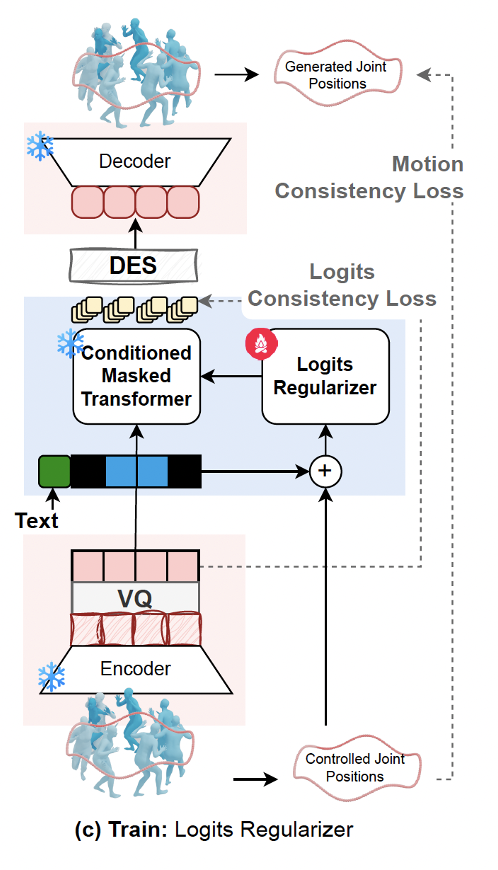 Generated Joint
Positions
Decoder
Motion
Consistency Loss
DES
Logits
Consistency Loss
Conditioned
Masked
Transformer
Logits
Regularizer
+
Text
VQ
Encoder
Controlled Joint
Positions
(c) Train: Logits Regularizer